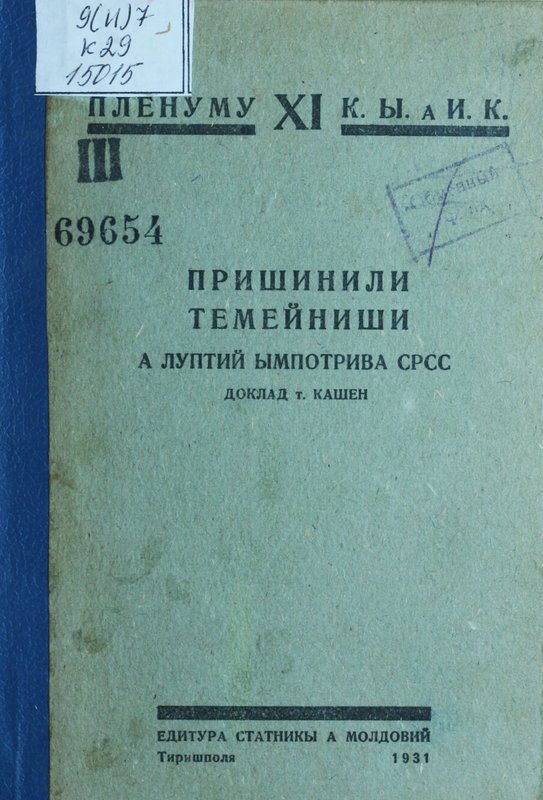 9(И)7
к29
15015
ПЛЕНУМУ XI К. Ы. А И. К.
III
69654
ПРИШИНИЛИ
ТЕМЕЙНИШИ
А ЛУПТИЙ ЫМПОТРИВА СРСС
ДОКЛАД т. КАШЕН
ЕДИТУРА СТАТНИКЫ А МОЛДОВИЙ
Тиришполя 1931